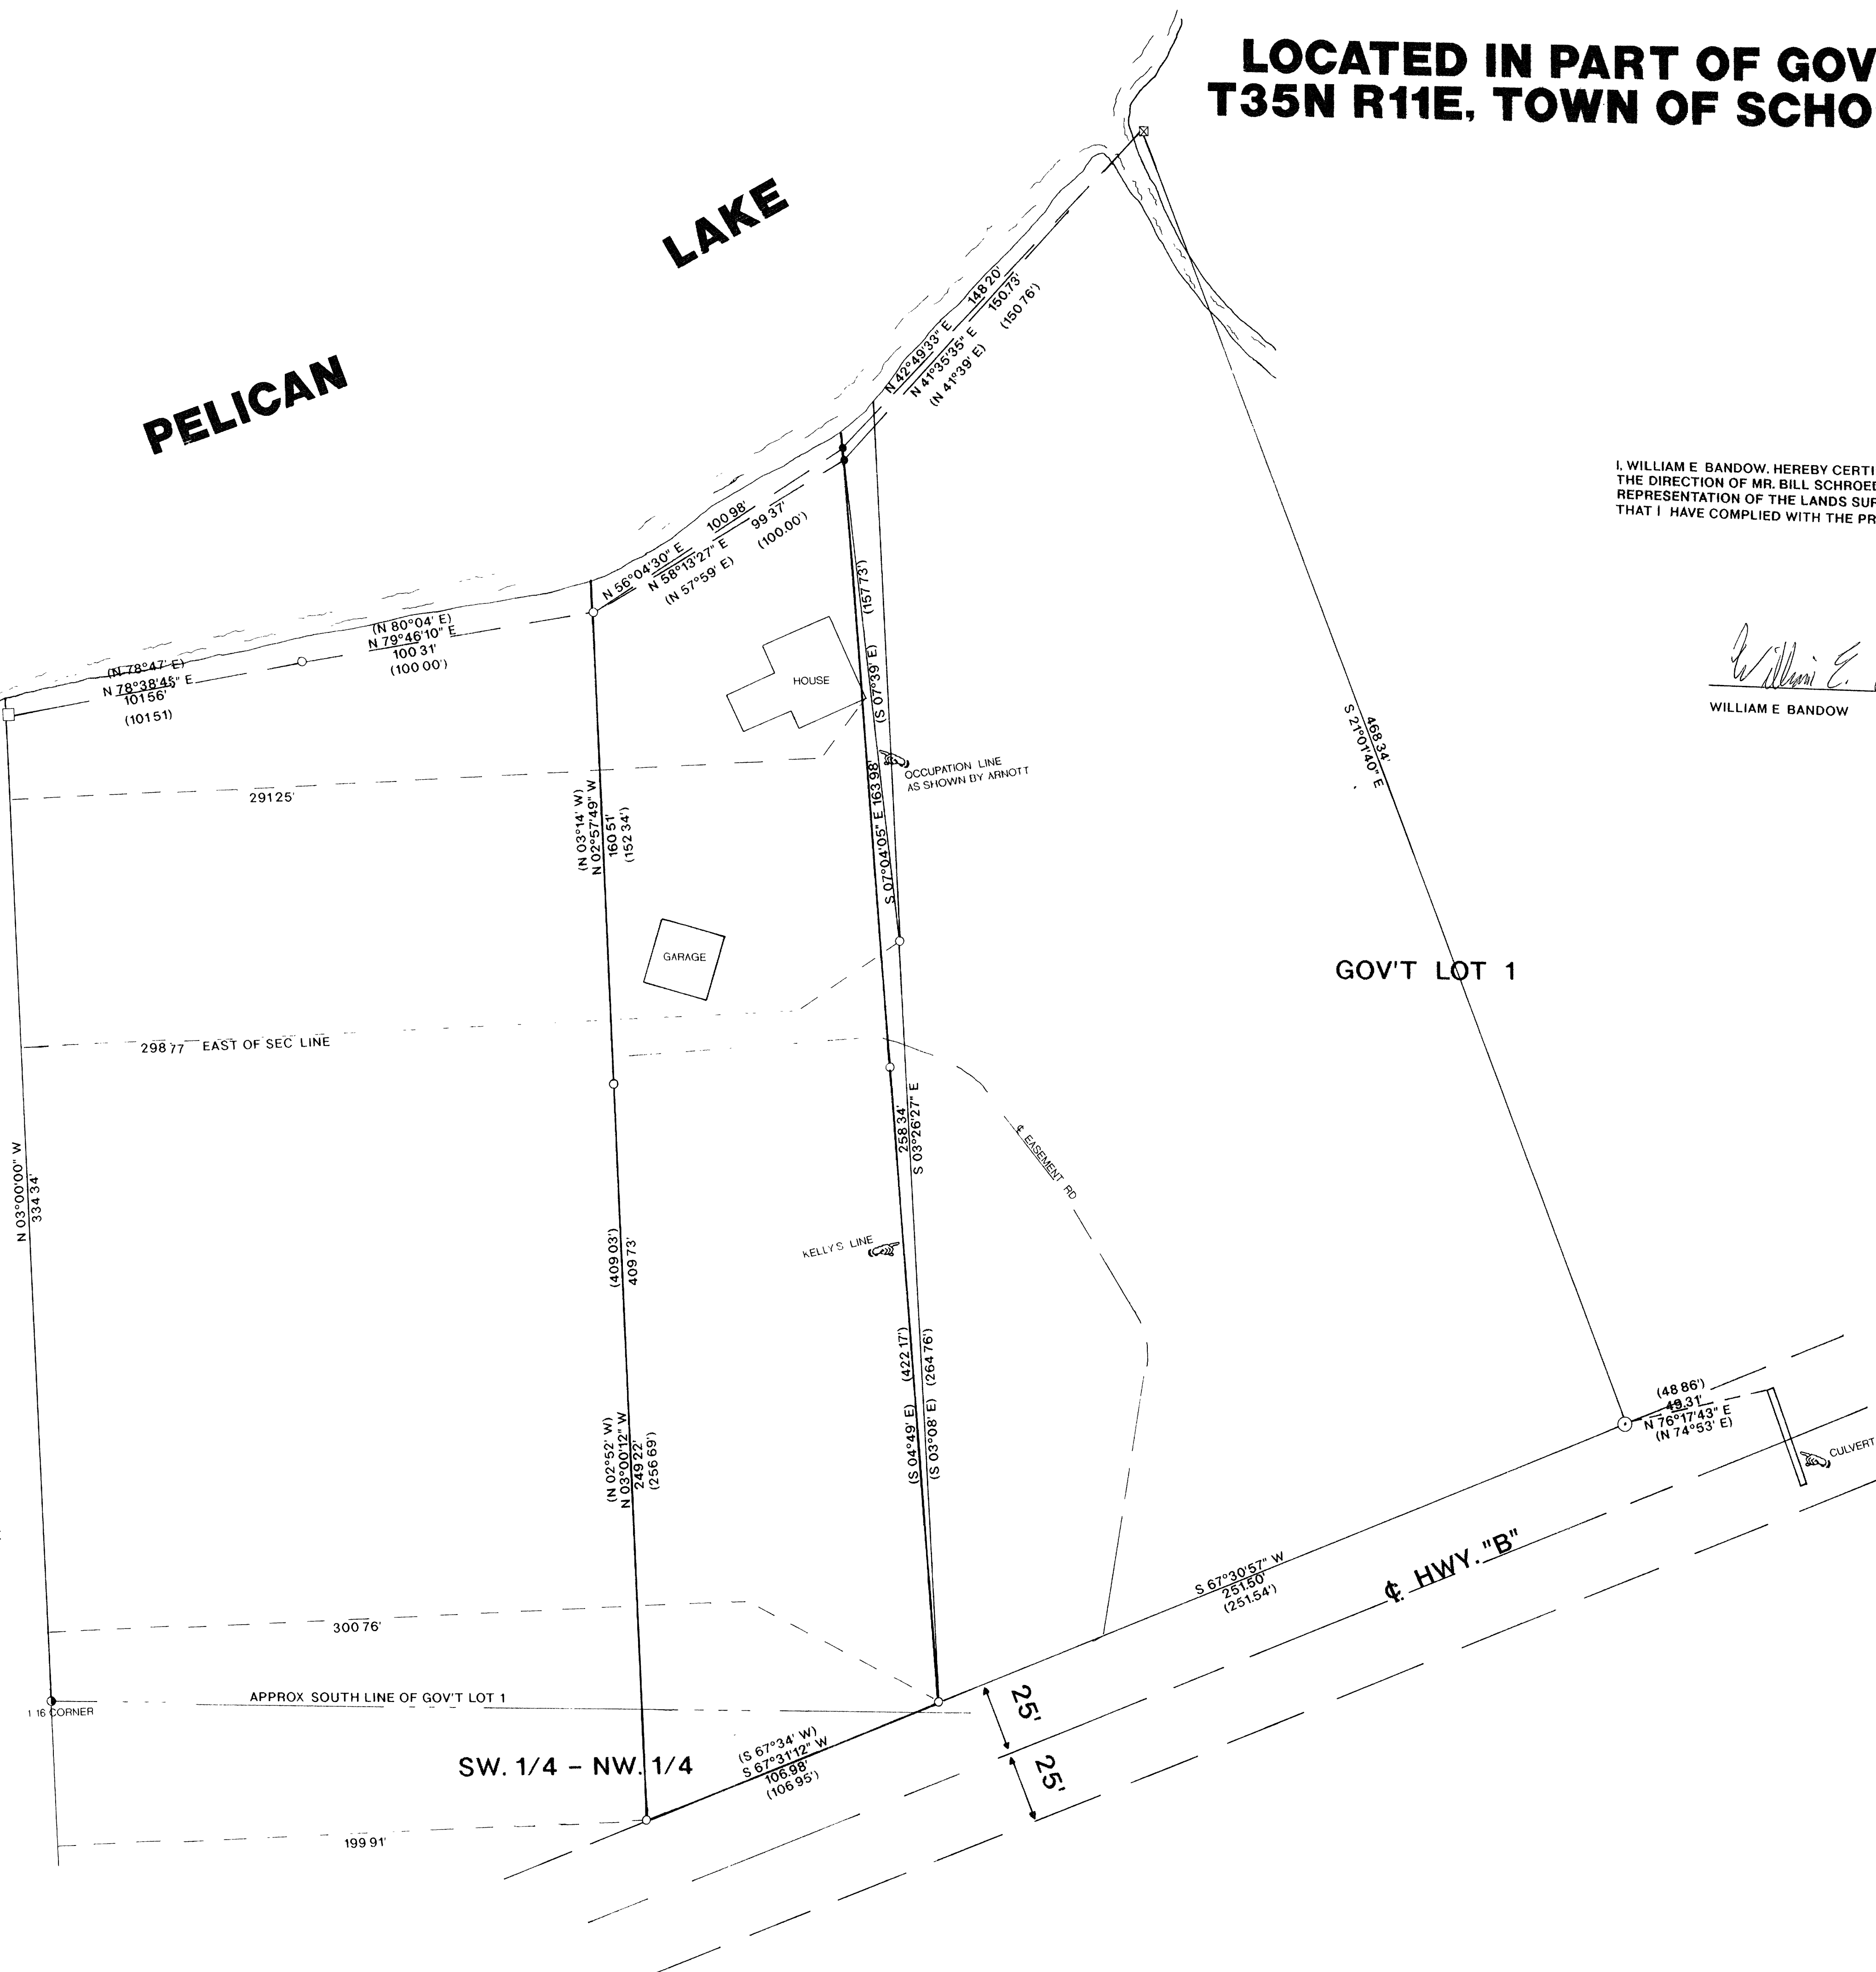 LOCATED IN PART OF GOV
T35N R11E, TOWN OF SCHO
LAKE
PELICAN
I, WILLIAM E BANDOW, HEREBY CERTI
THE DIRECTION OF MR. BILL SCHROED
REPRESENTATION OF THE LANDS SUR
THAT I HAVE COMPLIED WITH THE PR
William E.
WILLIAM E BANDOW
N 42°49'33" E 148 20'
N 41°35'35" E 150.73'
(N 41°39' E) (150 76')
N 56°04'30" E 100 98'
N 58°13'27" E 99 37'
(N 57°59' E) (100.00')
(N 80°04' E)
N 79°46'10" E
100 31'
(100 00')
(N 78°47' E)
N 78°38'45" E
101 56'
(101 51)
HOUSE
(S 07°39' E) (157 73')
S 07°04'05" E 163 98'
OCCUPATION LINE
AS SHOWN BY ARNOTT
468 34'
S 21°01'40" E
291 25'
(N 03°14' W)
N 02°57'49" W
160 51'
(152 34')
GARAGE
GOV'T LOT 1
298 77 EAST OF SEC LINE
258 34'
S 03°26'27" E
℄ EASEMENT RD
N 03°00'00" W
334 34'
KELLY'S LINE
(409 03')
409 73'
(S 04°49' E) (422 17')
(S 03°08' E) (264 76')
(N 02°52' W)
N 03°00'12" W
249 22'
(256 69')
(48 86')
49.31'
N 76°17'43" E
(N 74°53' E)
CULVERT
℄ HWY. "B"
S 67°30'57" W
251.50'
(251.54')
300 76'
APPROX SOUTH LINE OF GOV'T LOT 1
1 16 CORNER
25'
25'
SW. 1/4 - NW. 1/4
(S 67°34' W)
S 67°31'12" W
106.98'
(106 95')
199 91'